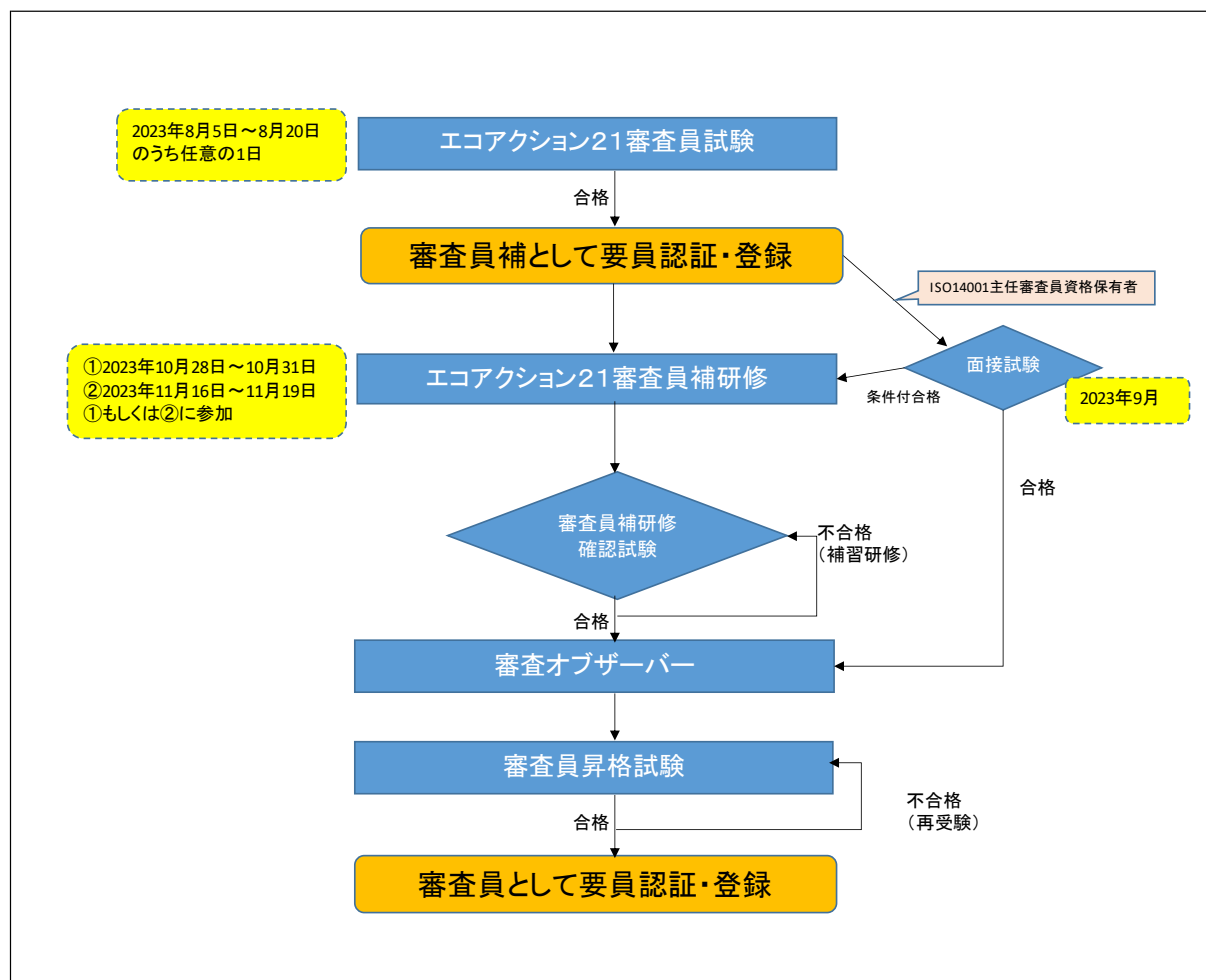 2023年8月5日～8月20日
のうち任意の1日
エコアクション２１審査員試験
合格
審査員補として要員認証・登録
ISO14001主任審査員資格保有者
①2023年10月28日～10月31日
②2023年11月16日～11月19日
①もしくは②に参加
エコアクション21審査員補研修
面接試験
条件付合格
2023年9月
合格
審査員補研修
確認試験
不合格
（補習研修）
合格
審査オブザーバー
審査員昇格試験
不合格
（再受験）
合格
審査員として要員認証・登録